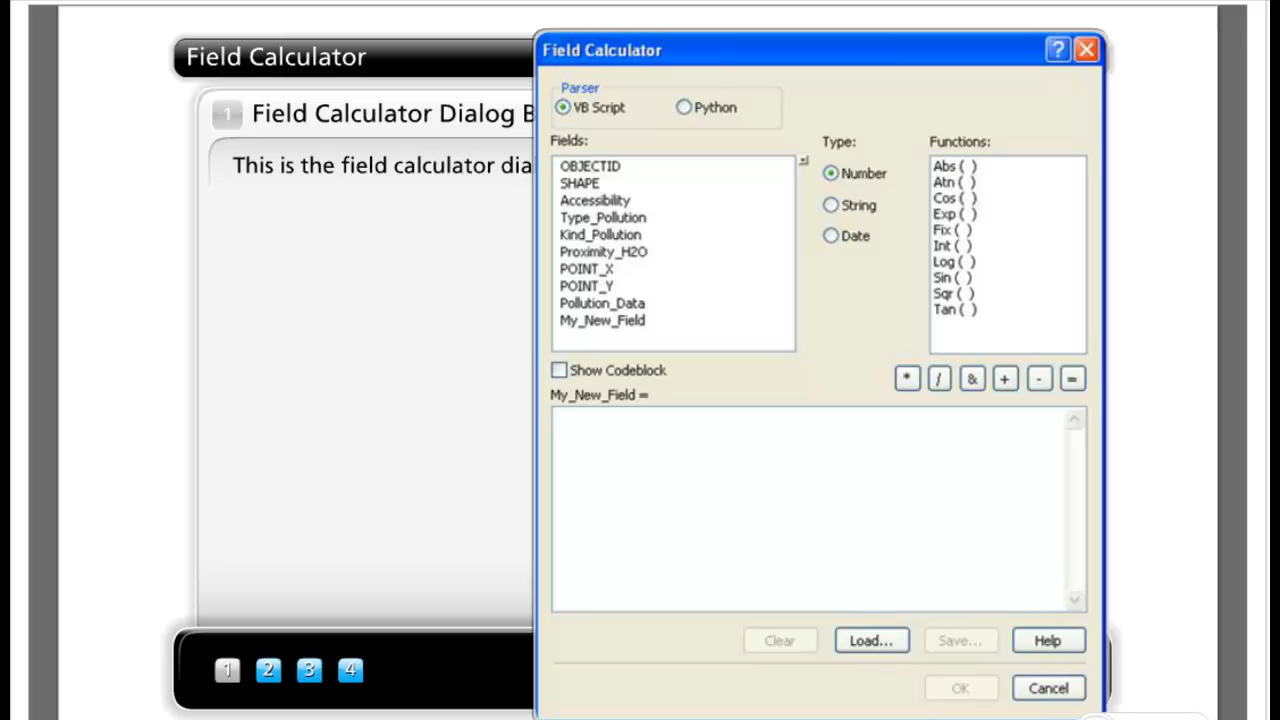 Field Calculator
1 Field Calculator Dialog B
This is the field calculator dia
1 2 3 4
Field Calculator
?
Parser
VB Script Python
Fields:
OBJECTID
SHAPE
Accessibility
Type_Pollution
Kind_Pollution
Proximity_H2O
POINT_X
POINT_Y
Pollution_Data
My_New_Field
Type:
Number
String
Date
Functions:
Abs ( )
Atn ( )
Cos ( )
Exp ( )
Fix ( )
Int ( )
Log ( )
Sin ( )
Sqr ( )
Tan ( )
Show Codeblock
* / & + - =
My_New_Field =
Clear Load... Save... Help
OK Cancel